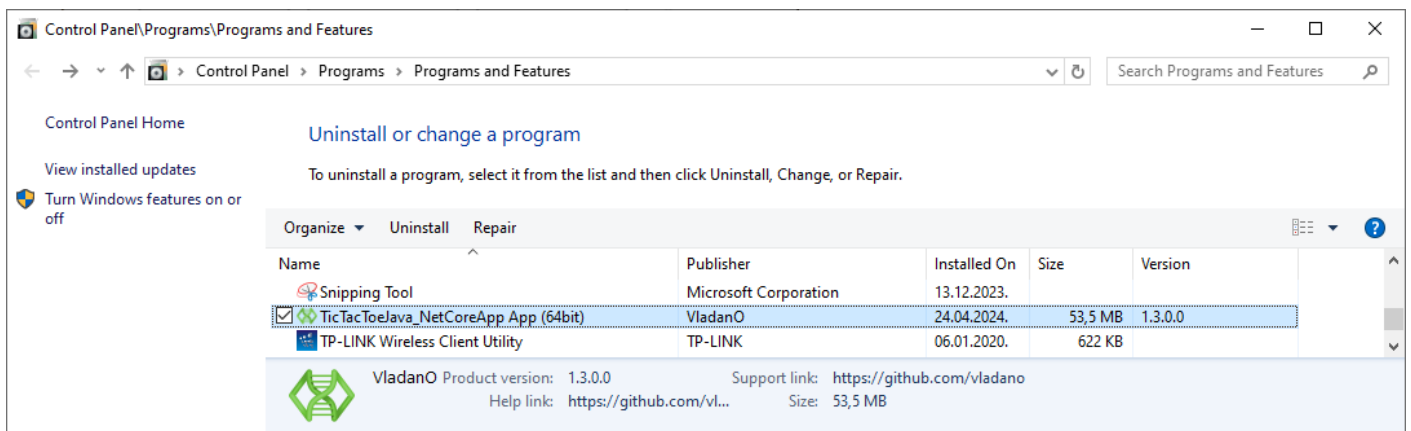 Control Panel\Programs\Programs and Features
Control Panel > Programs > Programs and Features
Search Programs and Features
Control Panel Home
View installed updates
Turn Windows features on or
off
Uninstall or change a program
To uninstall a program, select it from the list and then click Uninstall, Change, or Repair.
Organize Uninstall Repair
Name Publisher Installed On Size Version
Snipping Tool Microsoft Corporation 13.12.2023.
TicTacToeJava_NetCoreApp App (64bit) VladanO 24.04.2024. 53,5 MB 1.3.0.0
TP-LINK Wireless Client Utility TP-LINK 06.01.2020. 622 KB
VladanO Product version: 1.3.0.0 Support link: https://github.com/vladano
Help link: https://github.com/vl... Size: 53,5 MB